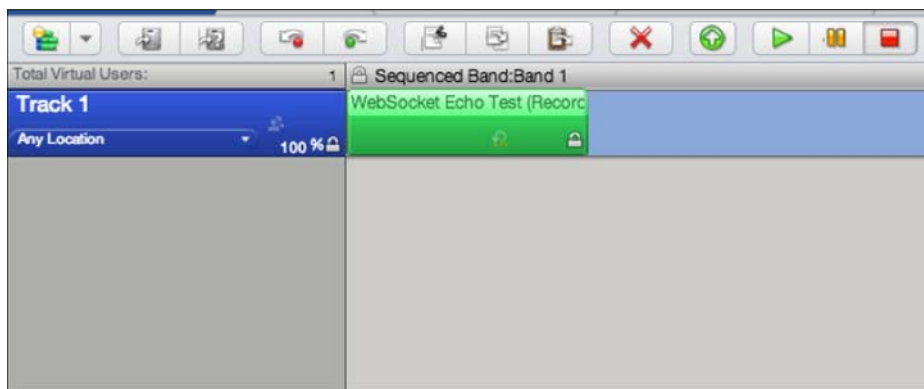 Total Virtual Users: 1
Sequenced Band:Band 1
Track 1
WebSocket Echo Test (Record
Any Location
100 %